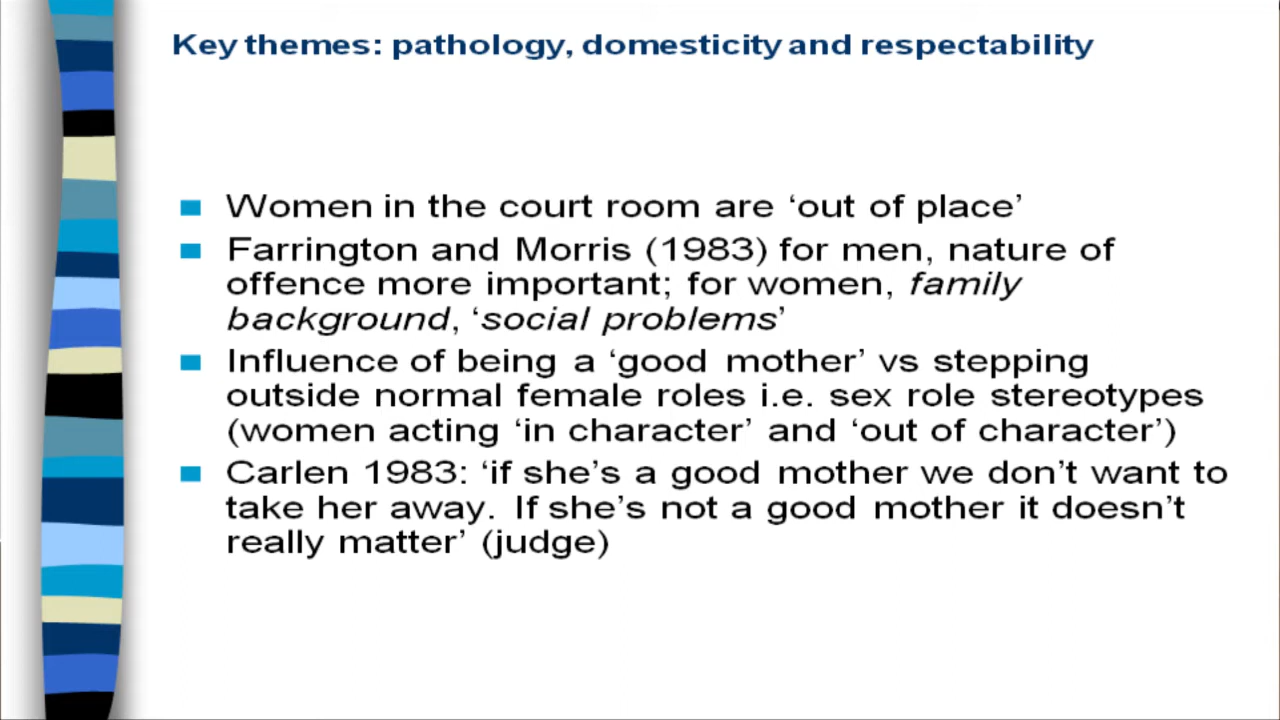 Key themes: pathology, domesticity and respectability
Women in the court room are ‘out of place’
Farrington and Morris (1983) for men, nature of
offence more important; for women, family
background, ‘social problems’
Influence of being a ‘good mother’ vs stepping
outside normal female roles i.e. sex role stereotypes
(women acting ‘in character’ and ‘out of character’)
Carlen 1983: ‘if she’s a good mother we don’t want to
take her away. If she’s not a good mother it doesn’t
really matter’ (judge)